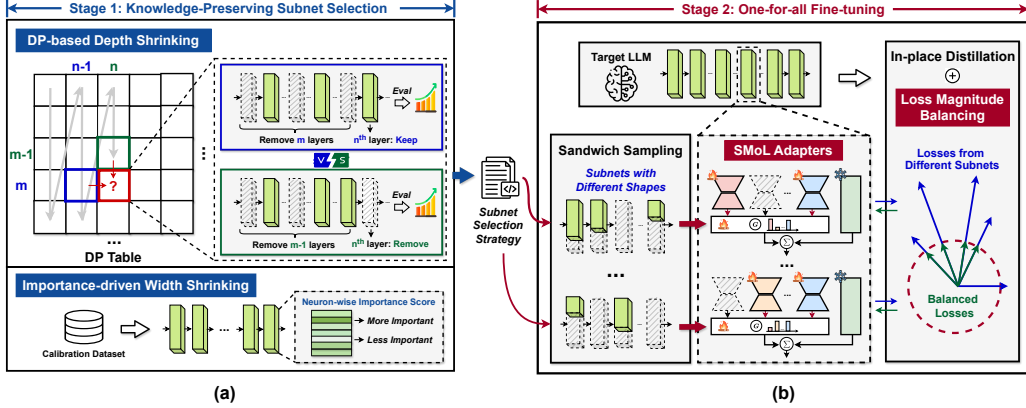 Stage 1: Knowledge-Preserving Subnet Selection
DP-based Depth Shrinking
n-1
n
m-1
m
?
...
DP Table
...
Eval
Remove m layers
nth layer: Keep
V S
Eval
Remove m-1 layers
nth layer: Remove
Importance-driven Width Shrinking
Calibration Dataset
...
Neuron-wise Importance Score
More Important
Less Important
(a)
Subnet
Selection
Strategy
Stage 2: One-for-all Fine-tuning
Target LLM
...
...
Sandwich Sampling
Subnets with
Different Shapes
...
...
...
SMoL Adapters
...
G
Σ
...
...
G
Σ
In-place Distillation
Loss Magnitude
Balancing
Losses from
Different Subnets
Balanced
Losses
(b)